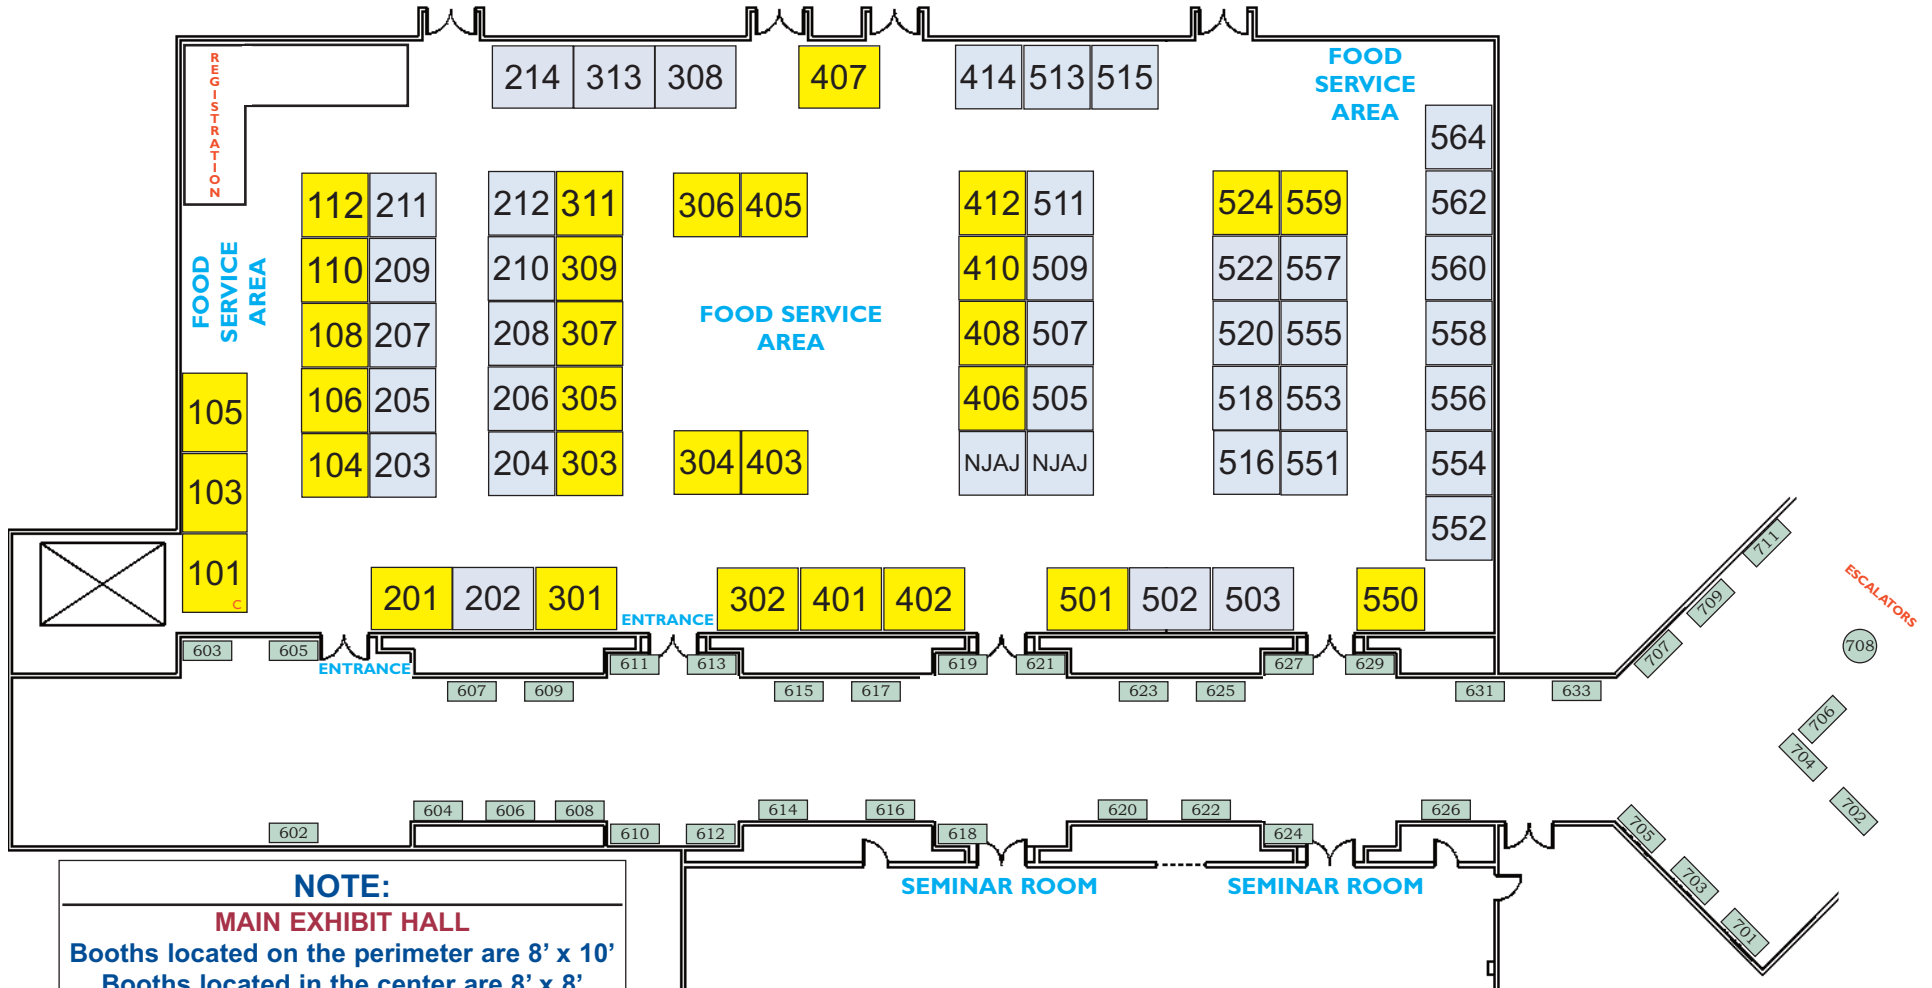 REGISTRATION
214 313 308 407 414 513 515
FOOD
SERVICE
AREA
564
112 211 212 311 306 405 412 511 524 559 562
110 209 210 309 410 509 522 557 560
FOOD
SERVICE
AREA
FOOD SERVICE
AREA
108 207 208 307 408 507 520 555 558
105 106 205 206 305 406 505 518 553 556
104 203 204 303 304 403 NJAJ NJAJ 516 551 554
103
552
101
C
201 202 301 302 401 402 501 502 503 550
ENTRANCE
ENTRANCE
711
709
707
ESCALATORS
708
603 605 611 613 619 621 627 629
607 609 615 617 623 625 631 633
706
704
702
604 606 608 614 616 620 622 626
602 610 612 618 624
705
703
701
SEMINAR ROOM SEMINAR ROOM
NOTE:
MAIN EXHIBIT HALL
Booths located on the perimeter are 8’ x 10’
Booths located in the center are 8’ x 8’